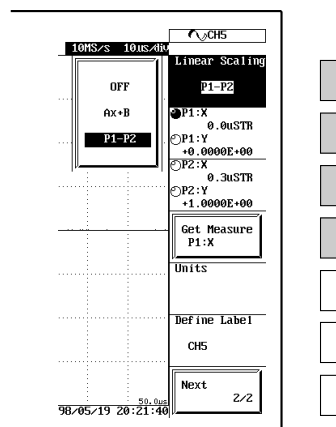 CH5
10MS/s 10us/div
Linear Scaling
P1-P2
OFF
Ax+B
P1-P2
P1:X
0.0uSTR
P1:Y
+0.0000E+00
P2:X
0.3uSTR
P2:Y
+1.0000E+00
Get Measure
P1:X
Units
Define Label
CH5
Next
2/2
50.0us
98/05/19 20:21:40